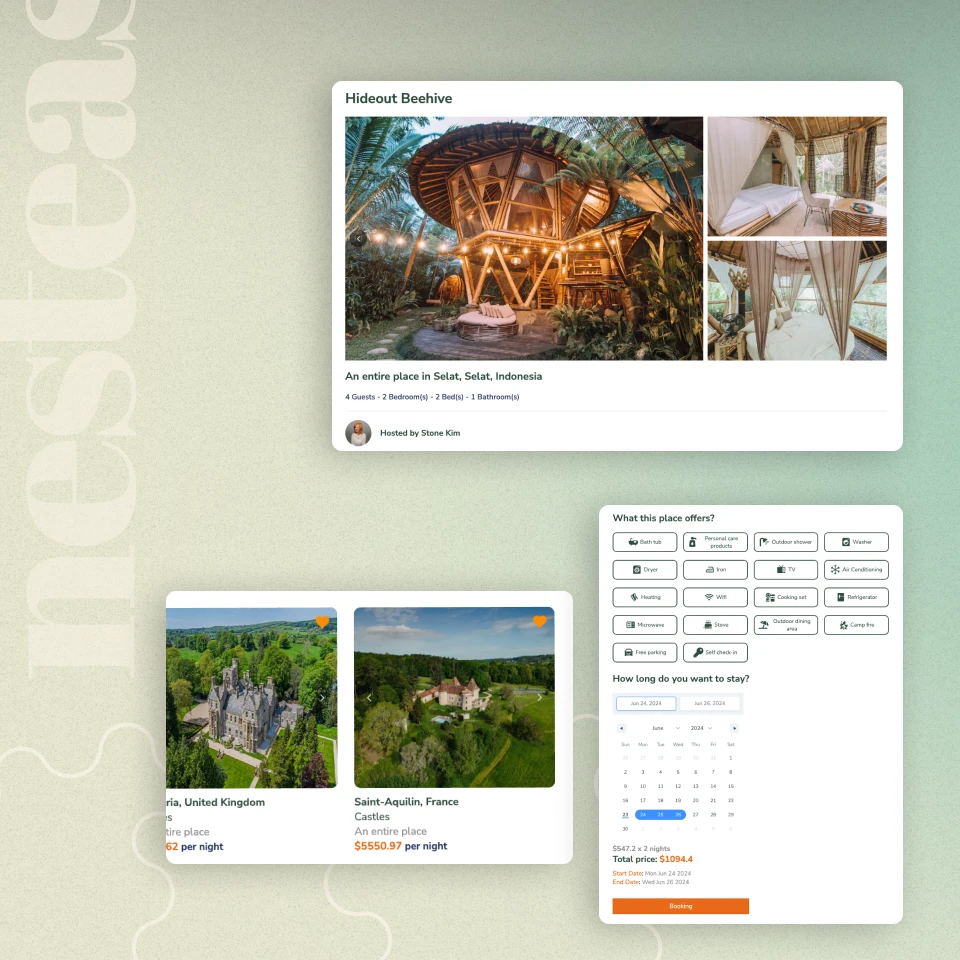 nesteas
Hideout Beehive
An entire place in Selat, Selat, Indonesia
4 Guests - 2 Bedroom(s) - 2 Bed(s) - 1 Bathroom(s)
Hosted by Stone Kim
ria, United Kingdom
es
tire place
62 per night
Saint-Aquilin, France
Castles
An entire place
$5550.97 per night
What this place offers?
Bath tub
Personal care
products
Outdoor shower
Washer
Dryer
Iron
TV
Air Conditioning
Heating
Wifi
Cooking set
Refrigerator
Microwave
Stove
Outdoor dining
area
Camp fire
Free parking
Self check-in
How long do you want to stay?
Jun 24, 2024 Jun 26, 2024
June 2024
Sun Mon Tue Wed Thu Fri Sat
26 27 28 29 30 31 1
2 3 4 5 6 7 8
9 10 11 12 13 14 15
16 17 18 19 20 21 22
23 24 25 26 27 28 29
30 1 2 3 4 5 6
$547.2 x 2 nights
Total price: $1094.4
Start Date: Mon Jun 24 2024
End Date: Wed Jun 26 2024
Booking